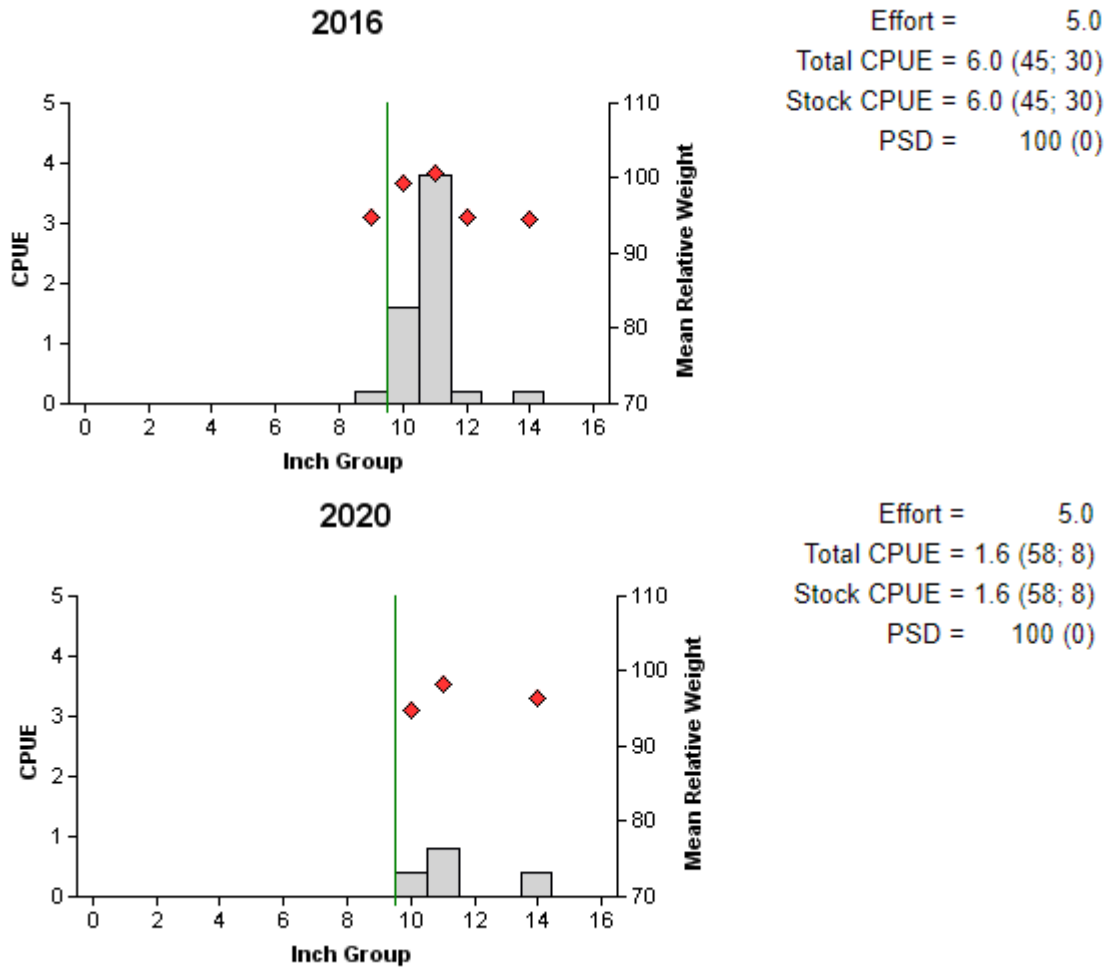 2016
Effort = 5.0
Total CPUE = 6.0 (45; 30)
Stock CPUE = 6.0 (45; 30)
PSD = 100 (0)
5
4
3
2
1
0
CPUE
110
100
90
80
70
Mean Relative Weight
0 2 4 6 8 10 12 14 16
Inch Group
2020
Effort = 5.0
Total CPUE = 1.6 (58; 8)
Stock CPUE = 1.6 (58; 8)
PSD = 100 (0)
5
4
3
2
1
0
CPUE
110
100
90
80
70
Mean Relative Weight
0 2 4 6 8 10 12 14 16
Inch Group